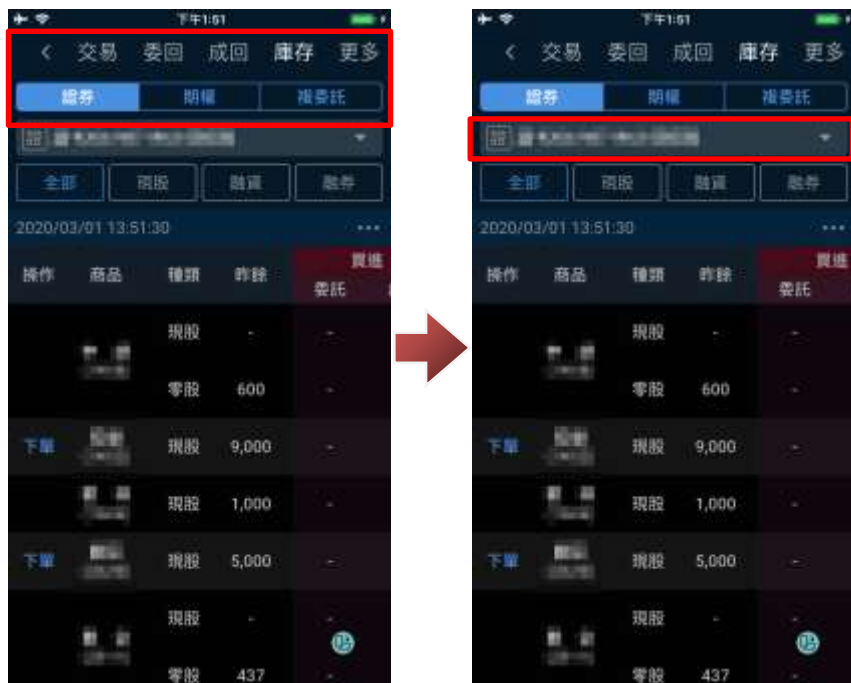 下午1:51
交易 委回 成回 庫存 更多
證券 期權 複委託
全部 現股 融資 融券
2020/03/01 13:51:30
操作 商品 種類 昨餘 買進
委託
現股 - -
零股 600 -
下單 現股 9,000 -
現股 1,000 -
下單 現股 5,000 -
現股 - -
零股 437 -
下午1:51
交易 委回 成回 庫存 更多
證券 期權 複委託
全部 現股 融資 融券
2020/03/01 13:51:30
操作 商品 種類 昨餘 買進
委託
現股 - -
零股 600 -
下單 現股 9,000 -
現股 1,000 -
下單 現股 5,000 -
現股 - -
零股 437 -